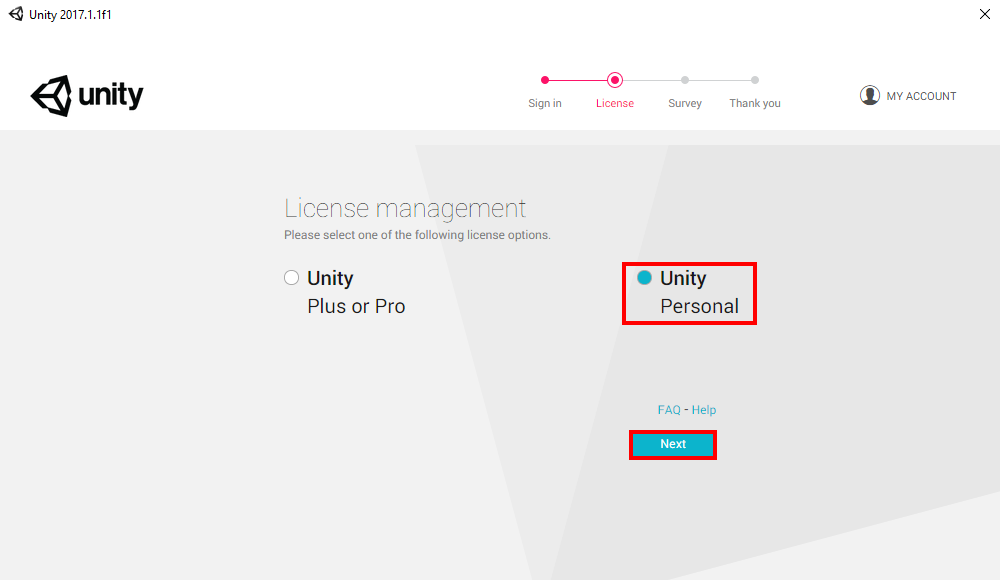 Unity 2017.1.1f1
unity
Sign in
License
Survey
Thank you
MY ACCOUNT
License management
Please select one of the following license options.
Unity
Plus or Pro
Unity
Personal
FAQ - Help
Next